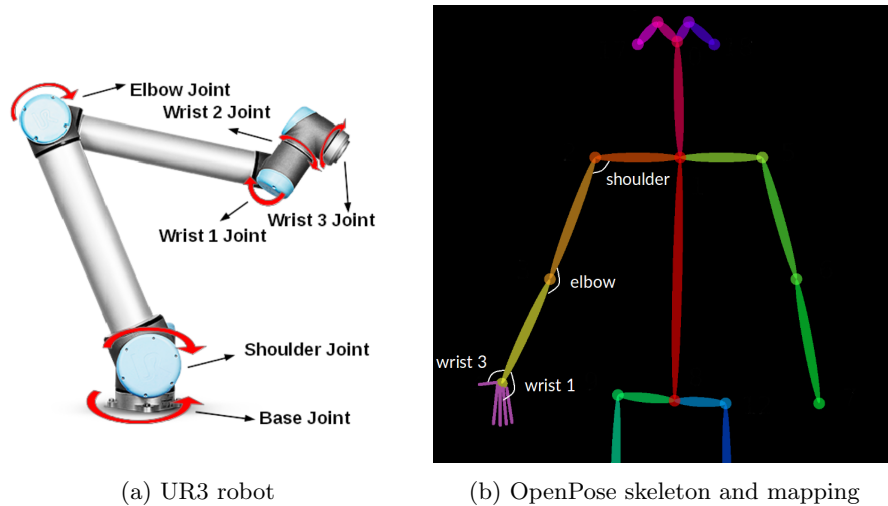 Elbow Joint
Wrist 2 Joint
Wrist 3 Joint
Wrist 1 Joint
Shoulder Joint
Base Joint
(a) UR3 robot
shoulder
elbow
wrist 3
wrist 1
(b) OpenPose skeleton and mapping